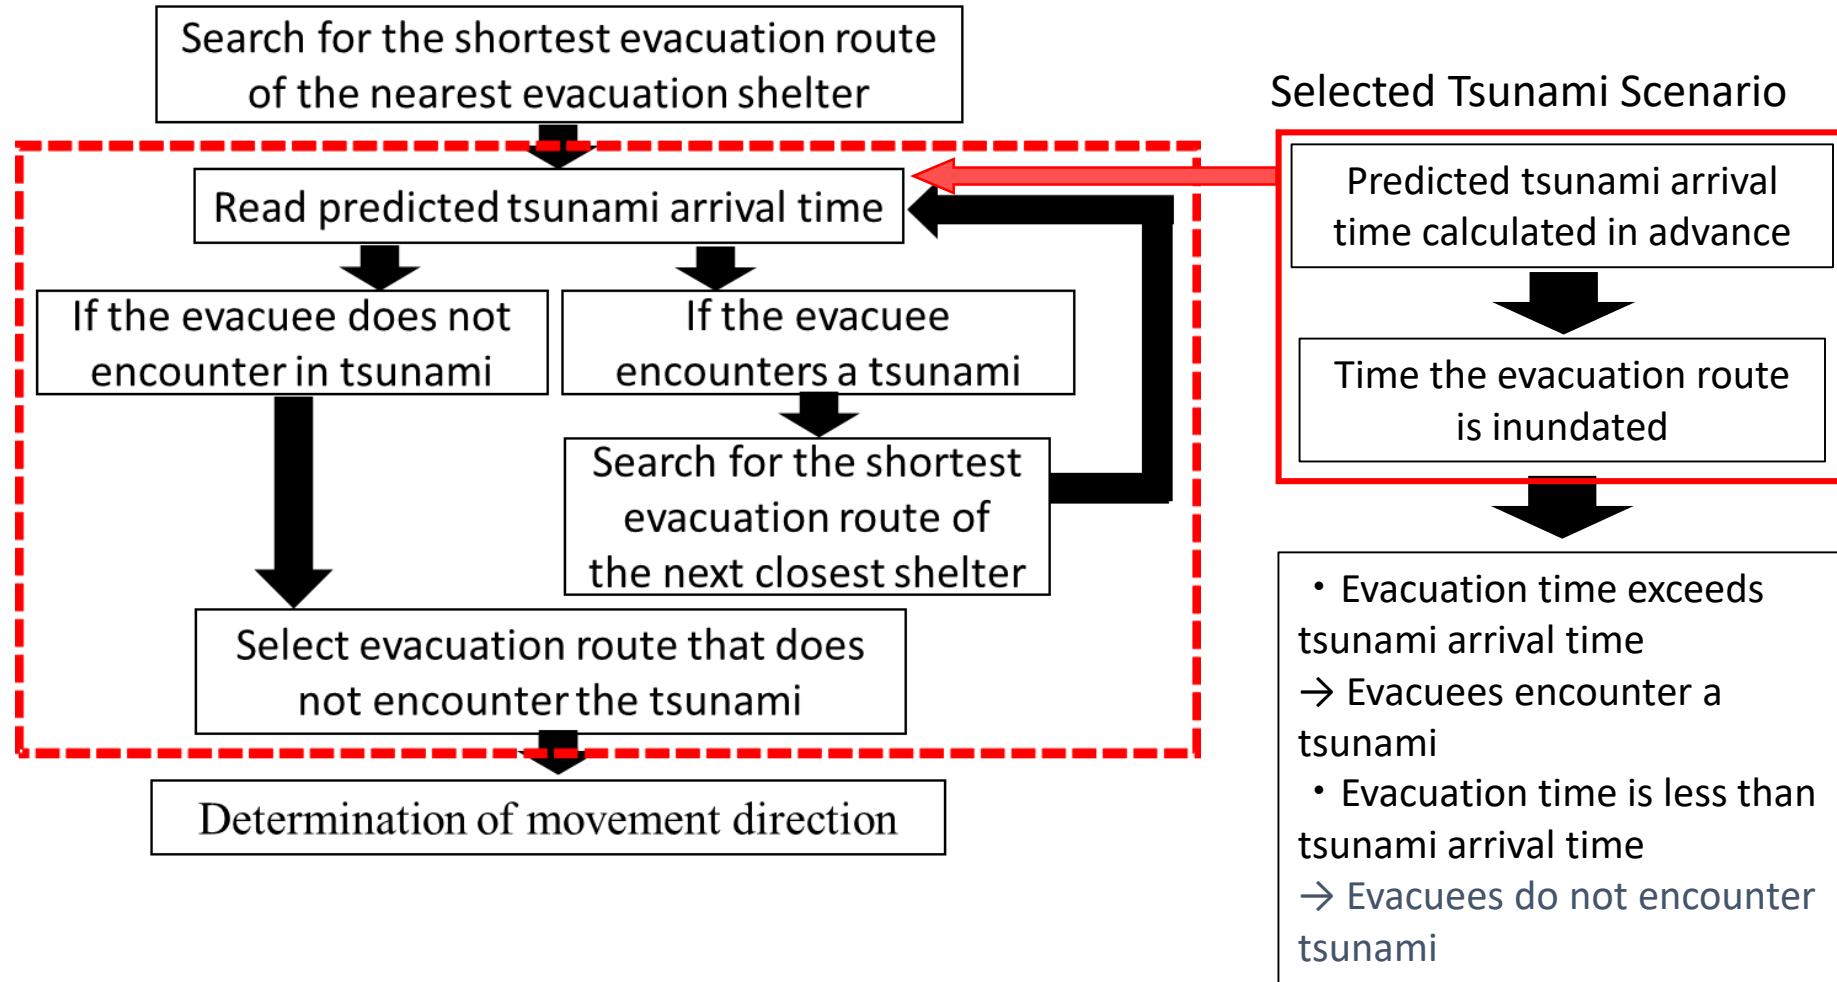 Search for the shortest evacuation route
of the nearest evacuation shelter
Read predicted tsunami arrival time
If the evacuee does not
encounter in tsunami
If the evacuee
encounters a tsunami
Search for the shortest
evacuation route of
the next closest shelter
Select evacuation route that does
not encounter the tsunami
Determination of movement direction
Selected Tsunami Scenario
Predicted tsunami arrival
time calculated in advance
Time the evacuation route
is inundated
・Evacuation time exceeds
tsunami arrival time
→ Evacuees encounter a
tsunami
・Evacuation time is less than
tsunami arrival time
→ Evacuees do not encounter
tsunami